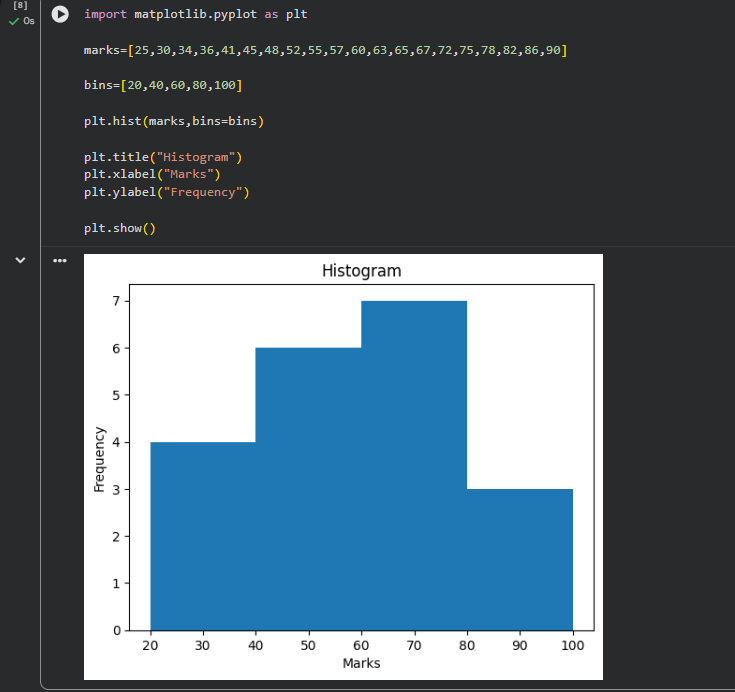 [8]
0s
import matplotlib.pyplot as plt
marks=[25,30,34,36,41,45,48,52,55,57,60,63,65,67,72,75,78,82,86,90]
bins=[20,40,60,80,100]
plt.hist(marks,bins=bins)
plt.title("Histogram")
plt.xlabel("Marks")
plt.ylabel("Frequency")
plt.show()
Histogram
7
6
5
4
3
2
1
0
Frequency
20 30 40 50 60 70 80 90 100
Marks